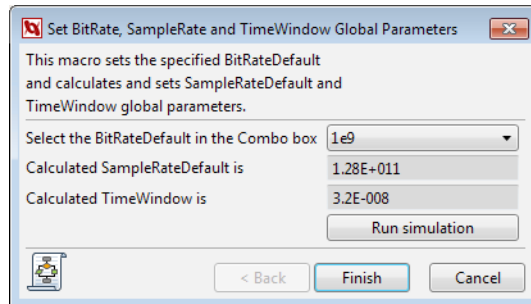 Set BitRate, SampleRate and TimeWindow Global Parameters
This macro sets the specified BitRateDefault
and calculates and sets SampleRateDefault and
TimeWindow global parameters.
Select the BitRateDefault in the Combo box 1e9
Calculated SampleRateDefault is 1.28E+011
Calculated TimeWindow is 3.2E-008
Run simulation
< Back Finish Cancel